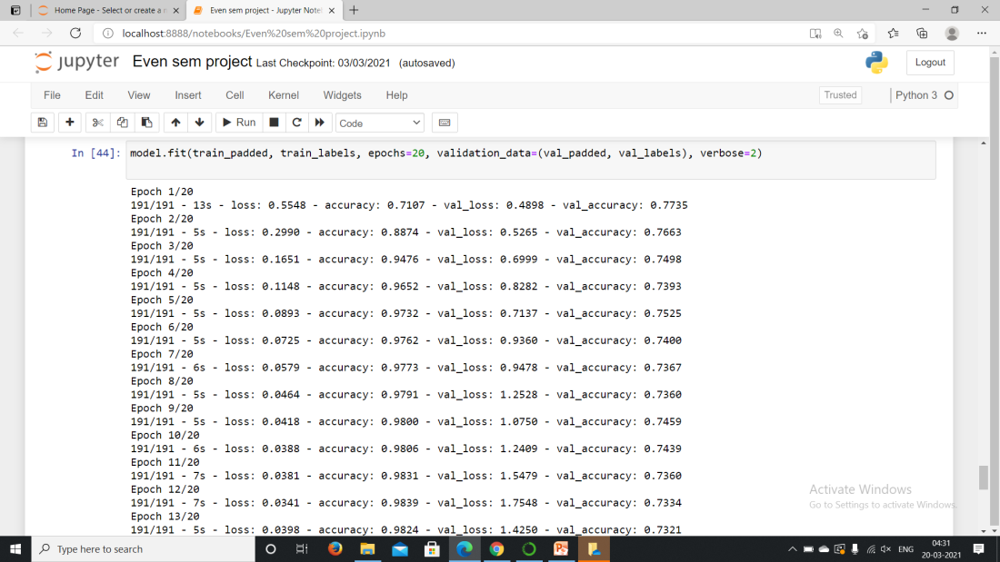 Home Page - Select or create a n
Even sem project - Jupyter Note
localhost:8888/notebooks/Even%20sem%20project.ipynb
jupyter Even sem project Last Checkpoint: 03/03/2021 (autosaved)
Logout
File Edit View Insert Cell Kernel Widgets Help
Trusted
Python 3
Run
Code
In [44]: model.fit(train_padded, train_labels, epochs=20, validation_data=(val_padded, val_labels), verbose=2)
Epoch 1/20
191/191 - 13s - loss: 0.5548 - accuracy: 0.7107 - val_loss: 0.4898 - val_accuracy: 0.7735
Epoch 2/20
191/191 - 5s - loss: 0.2990 - accuracy: 0.8874 - val_loss: 0.5265 - val_accuracy: 0.7663
Epoch 3/20
191/191 - 5s - loss: 0.1651 - accuracy: 0.9476 - val_loss: 0.6999 - val_accuracy: 0.7498
Epoch 4/20
191/191 - 5s - loss: 0.1148 - accuracy: 0.9652 - val_loss: 0.8282 - val_accuracy: 0.7393
Epoch 5/20
191/191 - 5s - loss: 0.0893 - accuracy: 0.9732 - val_loss: 0.7137 - val_accuracy: 0.7525
Epoch 6/20
191/191 - 5s - loss: 0.0725 - accuracy: 0.9762 - val_loss: 0.9360 - val_accuracy: 0.7400
Epoch 7/20
191/191 - 6s - loss: 0.0579 - accuracy: 0.9773 - val_loss: 0.9478 - val_accuracy: 0.7367
Epoch 8/20
191/191 - 5s - loss: 0.0464 - accuracy: 0.9791 - val_loss: 1.2528 - val_accuracy: 0.7360
Epoch 9/20
191/191 - 5s - loss: 0.0418 - accuracy: 0.9800 - val_loss: 1.0750 - val_accuracy: 0.7459
Epoch 10/20
191/191 - 6s - loss: 0.0388 - accuracy: 0.9806 - val_loss: 1.2409 - val_accuracy: 0.7439
Epoch 11/20
191/191 - 7s - loss: 0.0381 - accuracy: 0.9831 - val_loss: 1.5479 - val_accuracy: 0.7360
Epoch 12/20
191/191 - 7s - loss: 0.0341 - accuracy: 0.9839 - val_loss: 1.7548 - val_accuracy: 0.7334
Epoch 13/20
191/191 - 5s - loss: 0.0398 - accuracy: 0.9824 - val_loss: 1.4250 - val_accuracy: 0.7321
Activate Windows
Go to Settings to activate Windows.
Type here to search
ENG
04:31
20-03-2021